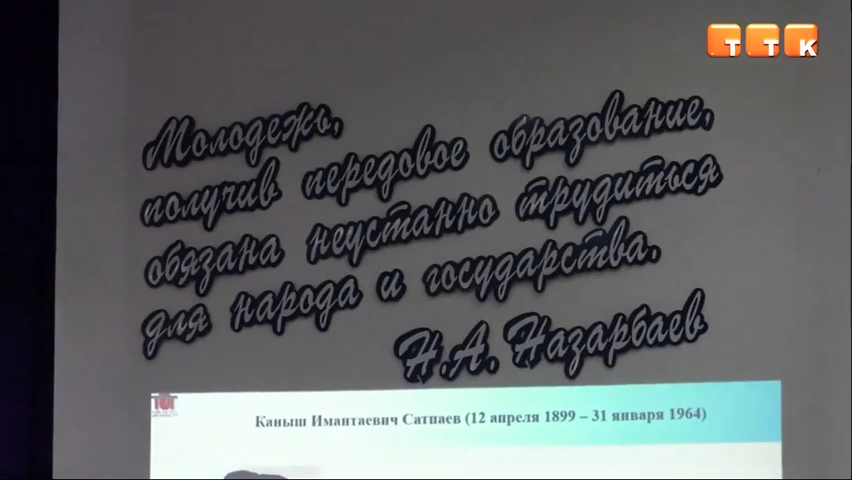 ТТК
Молодежь,
получив передовое образование,
обязана неустанно трудиться
для народа и государства.
Н.А. Назарбаев
Каныш Имантаевич Сатпаев (12 апреля 1899 – 31 января 1964)